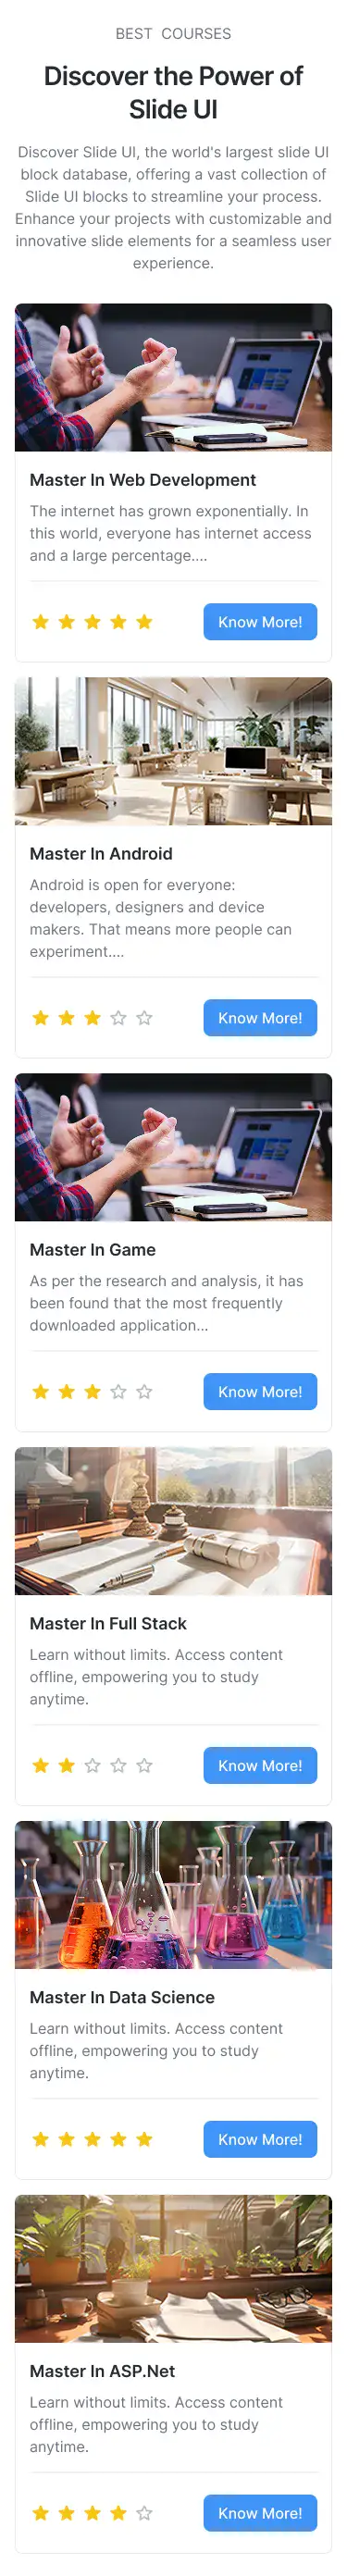 BEST COURSES
Discover the Power of
Slide UI
Discover Slide UI, the world's largest slide UI
block database, offering a vast collection of
Slide UI blocks to streamline your process.
Enhance your projects with customizable and
innovative slide elements for a seamless user
experience.
Master In Web Development
The internet has grown exponentially. In
this world, everyone has internet access
and a large percentage....
Know More!
Master In Android
Android is open for everyone:
developers, designers and device
makers. That means more people can
experiment....
Know More!
Master In Game
As per the research and analysis, it has
been found that the most frequently
downloaded application...
Know More!
Master In Full Stack
Learn without limits. Access content
offline, empowering you to study
anytime.
Know More!
Master In Data Science
Learn without limits. Access content
offline, empowering you to study
anytime.
Know More!
Master In ASP.Net
Learn without limits. Access content
offline, empowering you to study
anytime.
Know More!